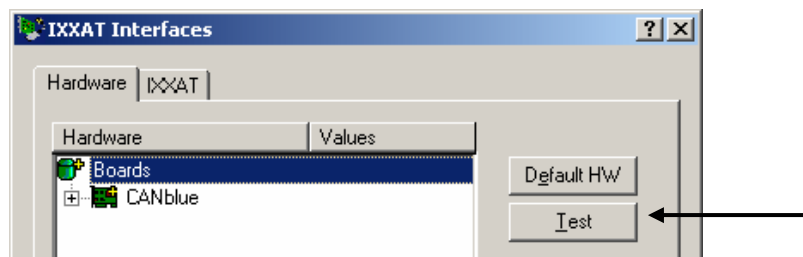 IXXAT Interfaces
Hardware IXXAT
Hardware Values
Boards
CANblue
Default HW
Test